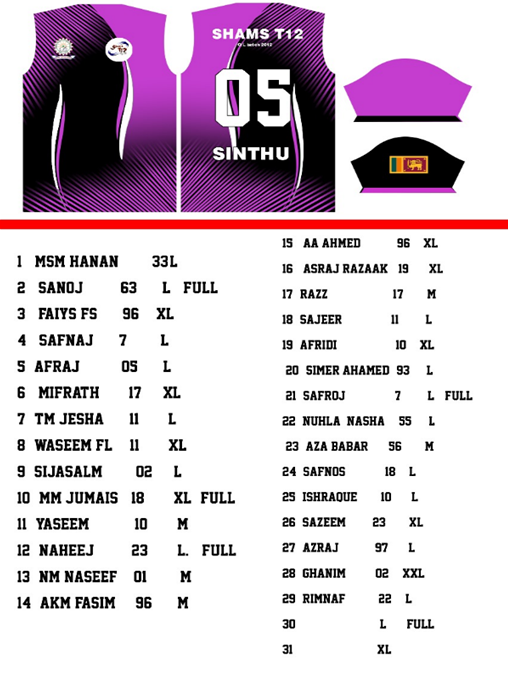 SHAMS T12
05
SINTHU
1 MSM HANAN 33L
2 SANOJ 63 L FULL
3 FAIYS FS 96 XL
4 SAFNAJ 7 L
5 AFRAJ 05 L
6 MIFRATH 17 XL
7 TM JESHA 11 L
8 WASEEM FL 11 XL
9 SIJASALM 02 L
10 MM JUMAIS 18 XL FULL
11 YASEEM 10 M
12 NAHEEJ 23 L. FULL
13 NM NASEEF 01 M
14 AKM FASIM 96 M
15 AA AHMED 96 XL
16 ASRAJ RAZAAK 19 XL
17 RAZZ 17 M
18 SAJEER 11 L
19 AFRIDI 10 XL
20 SIMER AHAMED 93 L
21 SAFROJ 7 L FULL
22 NUHLA NASHA 55 L
23 AZA BABAR 56 M
24 SAFNOS 18 L
25 ISHRAQUE 10 L
26 SAZEEM 23 XL
27 AZRAJ 97 L
28 GHANIM 02 XXL
29 RIMNAF 22 L
30 L FULL
31 XL